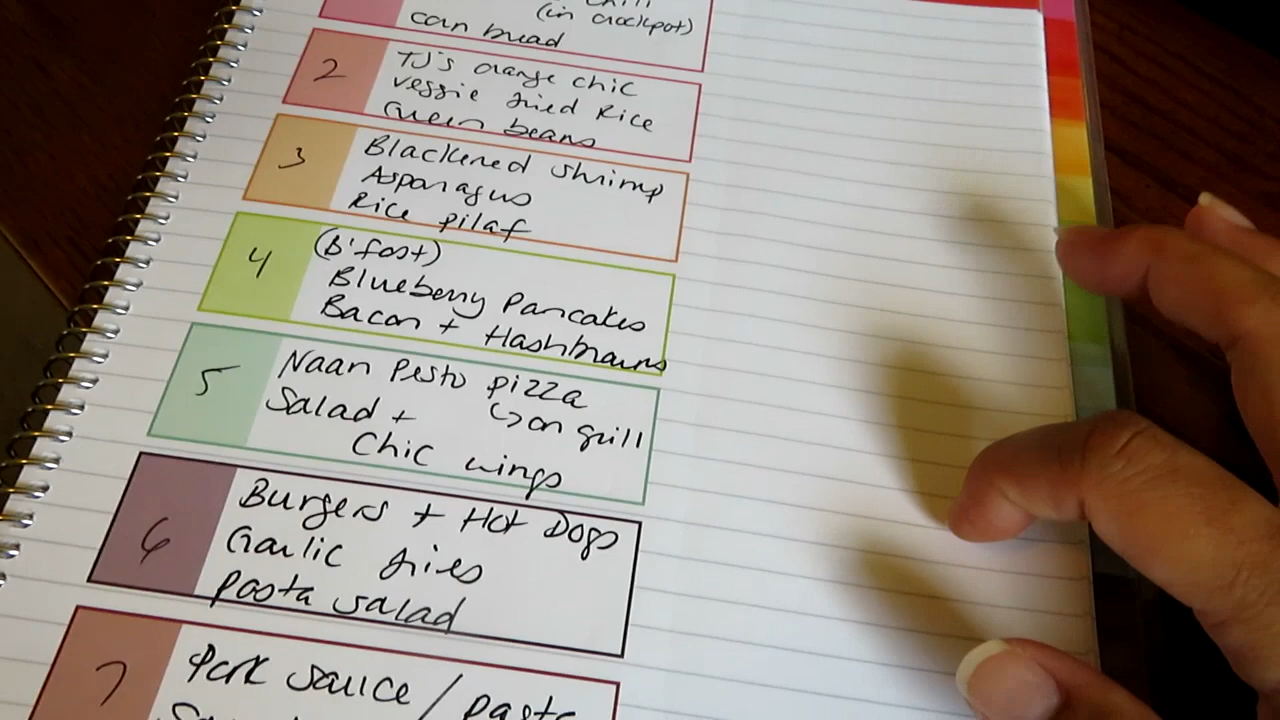 (in crockpot)
corn bread
2
TJ's orange chic
veggie fried Rice
Green beans
3
Blackened shrimp
Asparagus
Rice pilaf
4
(b'fast)
Blueberry Pancakes
Bacon + Hashbrowns
5
Naan Pesto pizza
Salad + ↳ on grill
Chic wings
6
Burgers + Hot Dogs
Garlic fries
pasta salad
7
Pork sauce / pasta